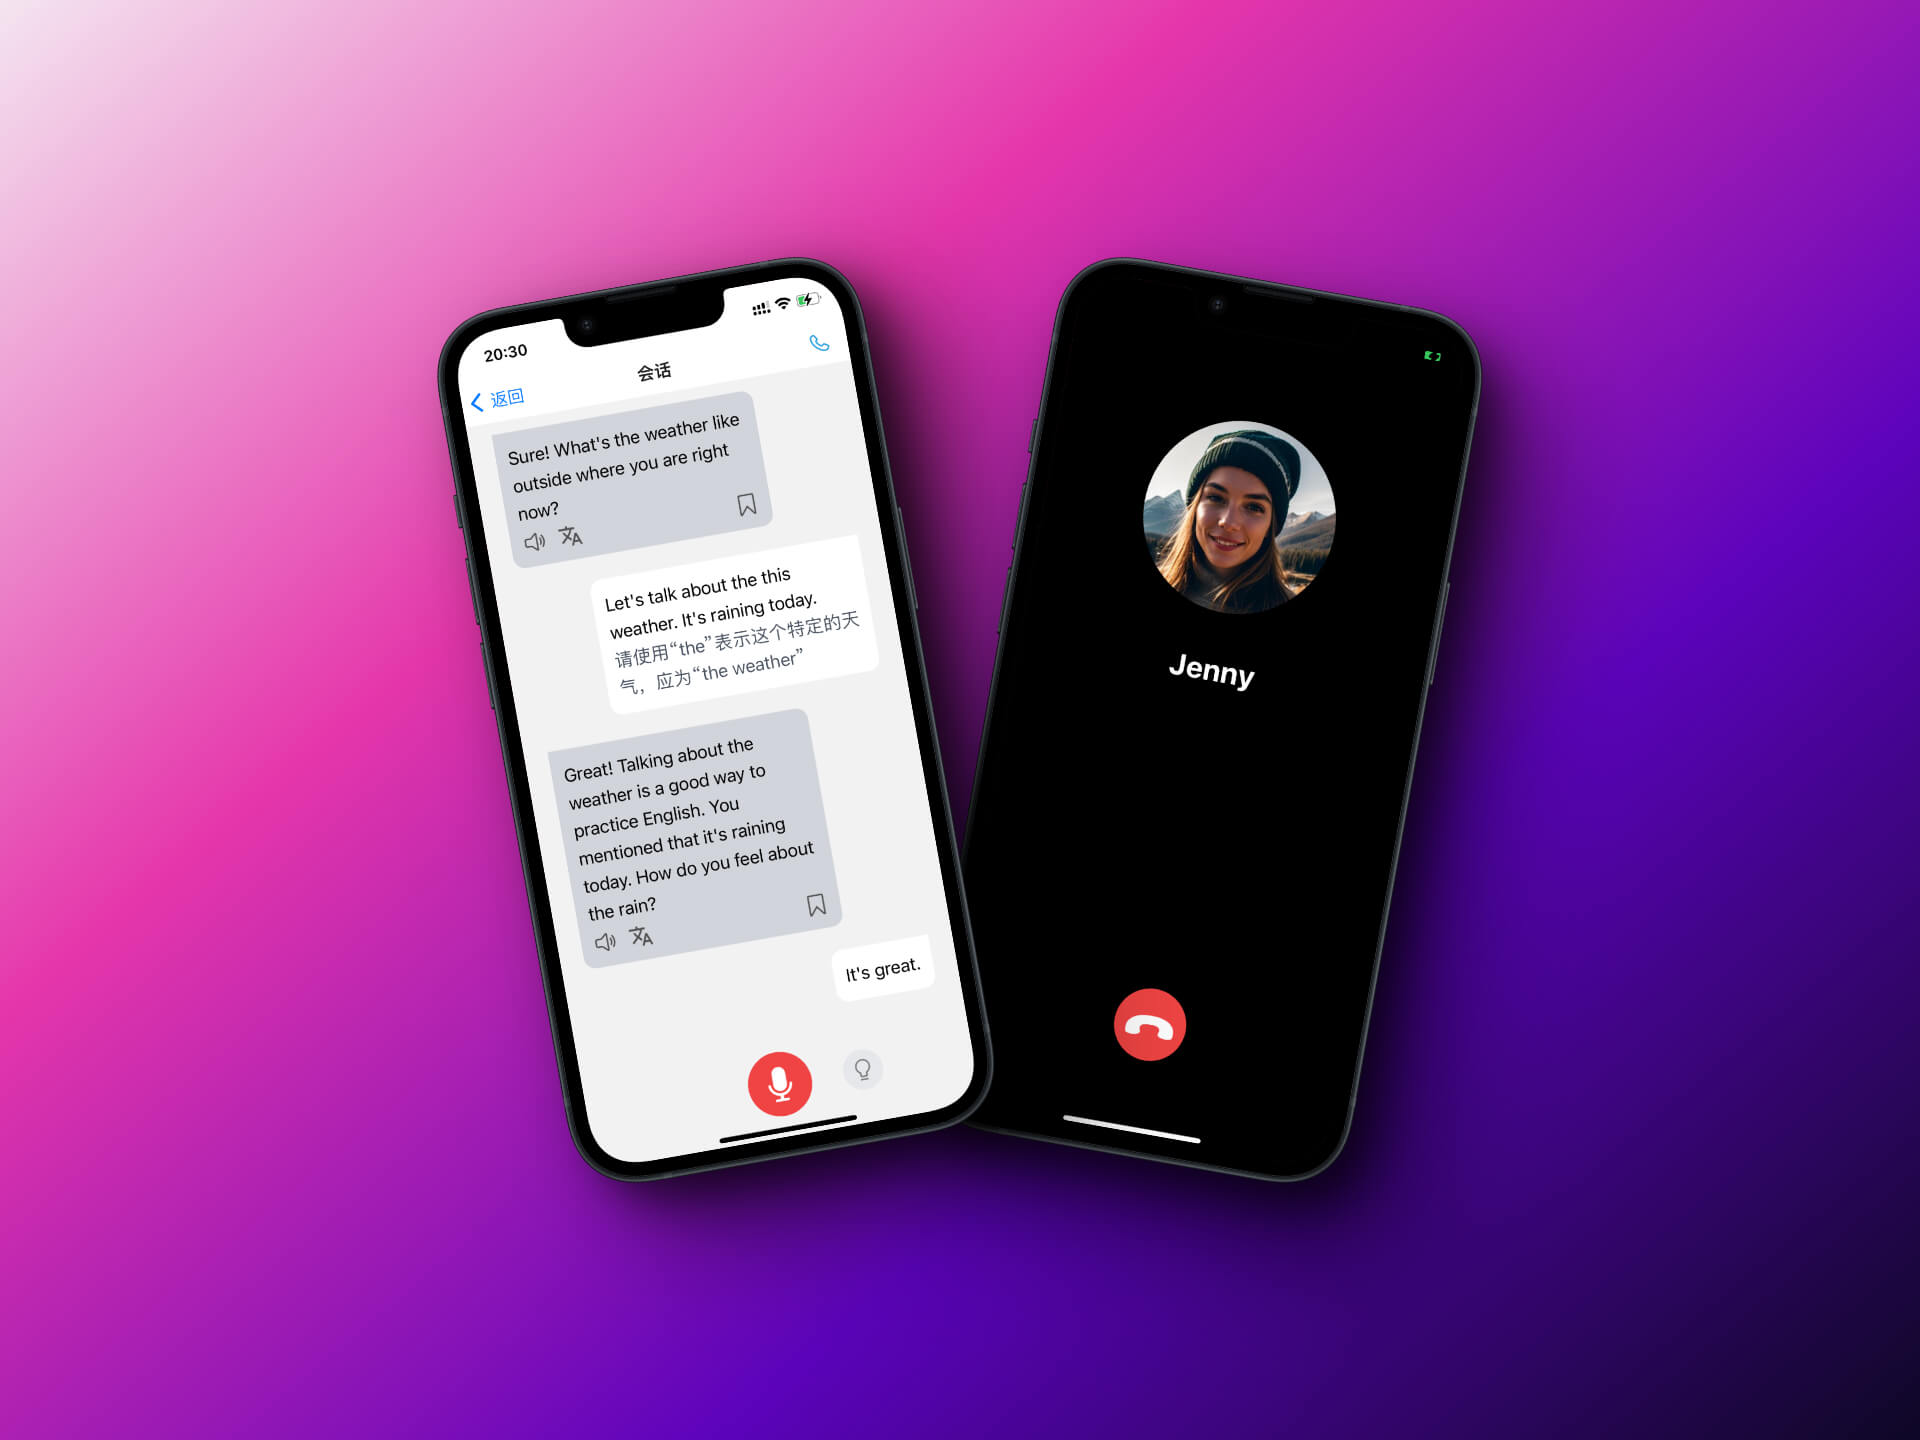 20:30
返回
会话
Sure! What's the weather like
outside where you are right
now?
Let's talk about the this
weather. It's raining today.
请使用“the”表示这个特定的天
气，应为“the weather”
Great! Talking about the
weather is a good way to
practice English. You
mentioned that it's raining
today. How do you feel about
the rain?
It's great.
Jenny